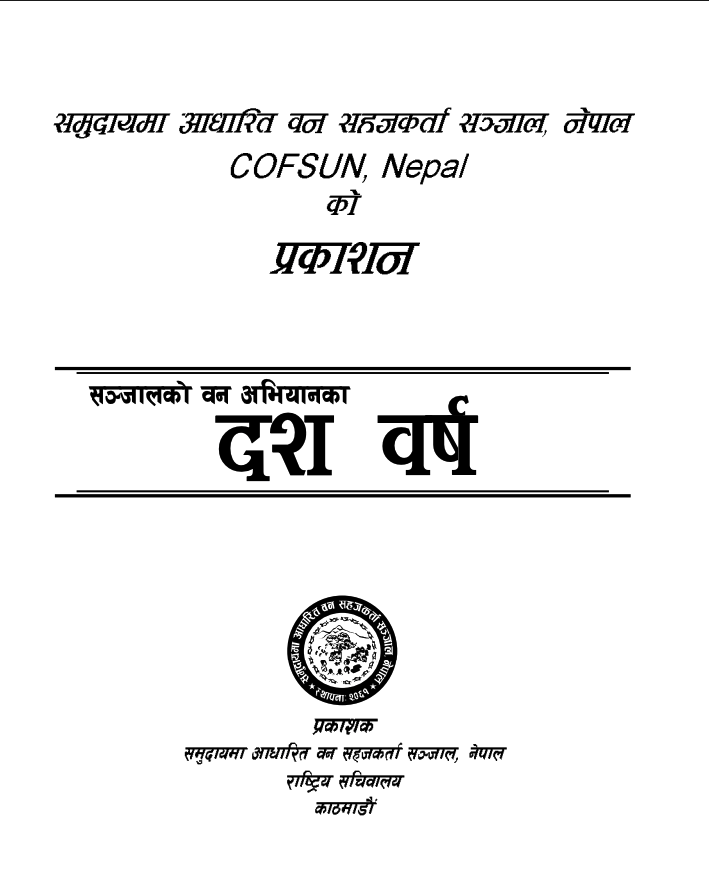 समुदायमा आधारित वन सहजकर्ता सञ्जाल, नेपाल
COFSUN, Nepal
को
प्रकाशन
सञ्जालको वन अभियानका
दश वर्ष
समुदायमा आधारित वन सहजकर्ता सञ्जाल नेपाल
स्थापना: २०६१
प्रकाशक
समुदायमा आधारित वन सहजकर्ता सञ्जाल, नेपाल
राष्ट्रिय सचिवालय
काठमाडौं